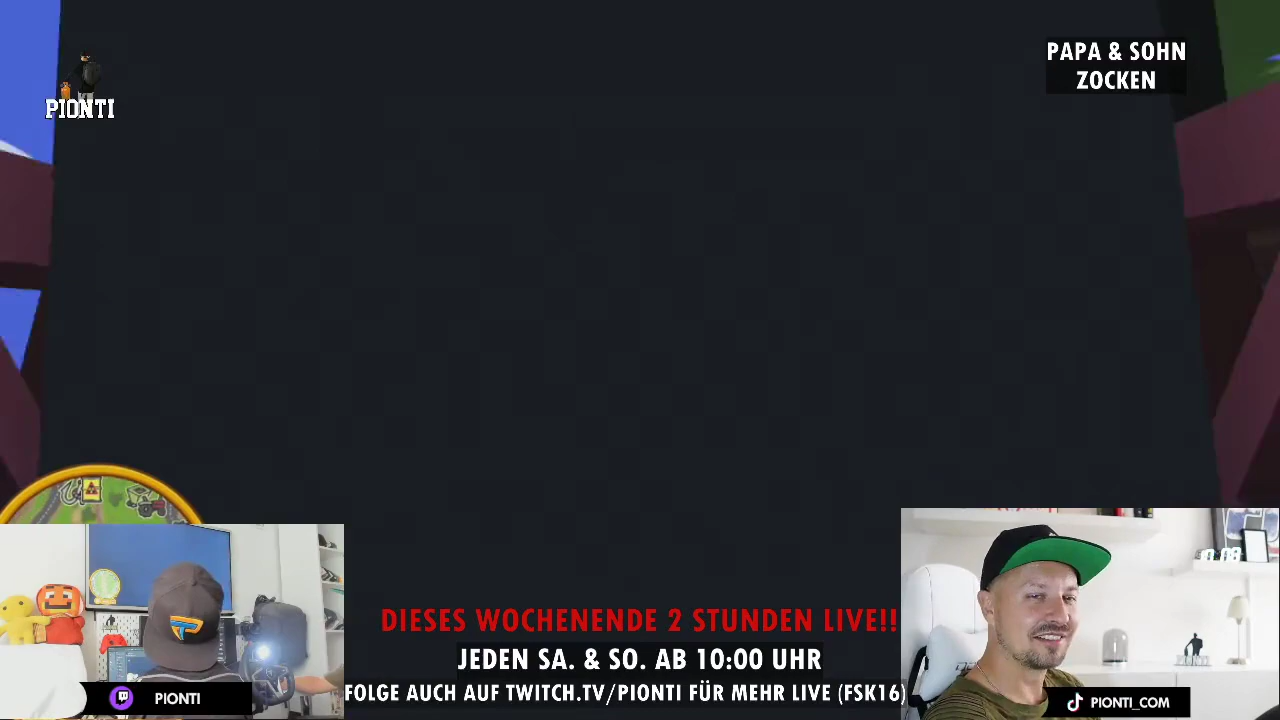 PIONTI
PAPA & SOHN
ZOCKEN
DIESES WOCHENENDE 2 STUNDEN LIVE!!
JEDEN SA. & SO. AB 10:00 UHR
FOLGE AUCH AUF TWITCH.TV/PIONTI FÜR MEHR LIVE (FSK16)
PIONTI
PIONTI_COM